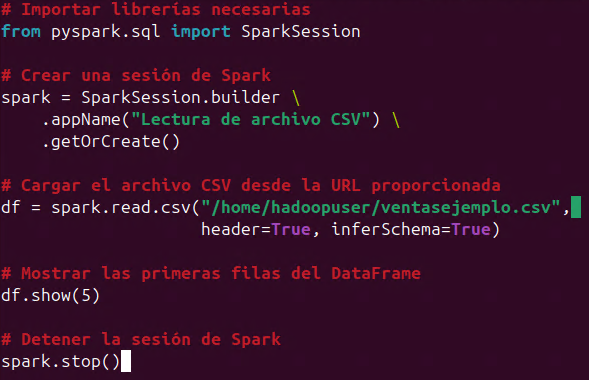 # Importar librerías necesarias
from pyspark.sql import SparkSession
# Crear una sesión de Spark
spark = SparkSession.builder \
.appName("Lectura de archivo CSV") \
.getOrCreate()
# Cargar el archivo CSV desde la URL proporcionada
df = spark.read.csv("/home/hadoopuser/ventasejemplo.csv",
header=True, inferSchema=True)
# Mostrar las primeras filas del DataFrame
df.show(5)
# Detener la sesión de Spark
spark.stop()